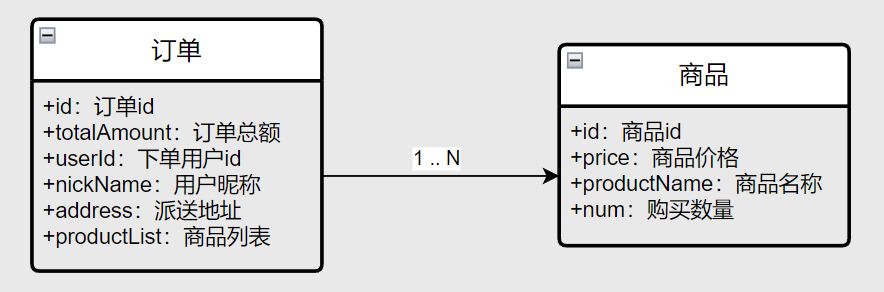 订单
+id：订单id
+totalAmount：订单总额
+userId：下单用户id
+nickName：用户昵称
+address：派送地址
+productList：商品列表
1 .. N
商品
+id：商品id
+price：商品价格
+productName：商品名称
+num：购买数量